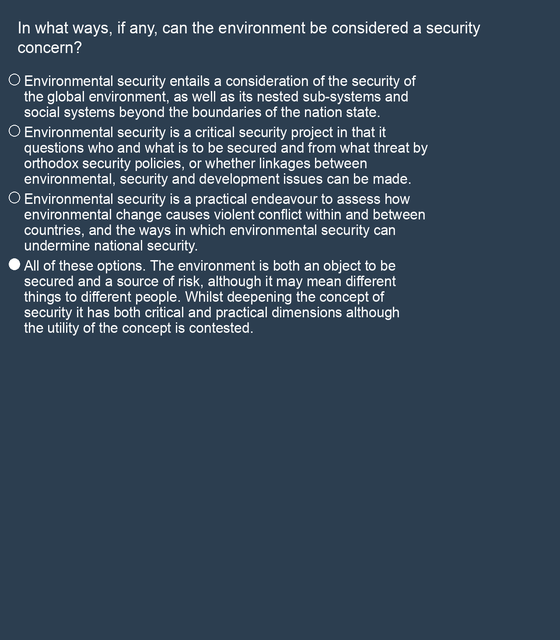 In what ways, if any, can the environment be considered a security
concern?
Environmental security entails a consideration of the security of
the global environment, as well as its nested sub-systems and
social systems beyond the boundaries of the nation state.
Environmental security is a critical security project in that it
questions who and what is to be secured and from what threat by
orthodox security policies, or whether linkages between
environmental, security and development issues can be made.
Environmental security is a practical endeavour to assess how
environmental change causes violent conflict within and between
countries, and the ways in which environmental security can
undermine national security.
All of these options. The environment is both an object to be
secured and a source of risk, although it may mean different
things to different people. Whilst deepening the concept of
security it has both critical and practical dimensions although
the utility of the concept is contested.